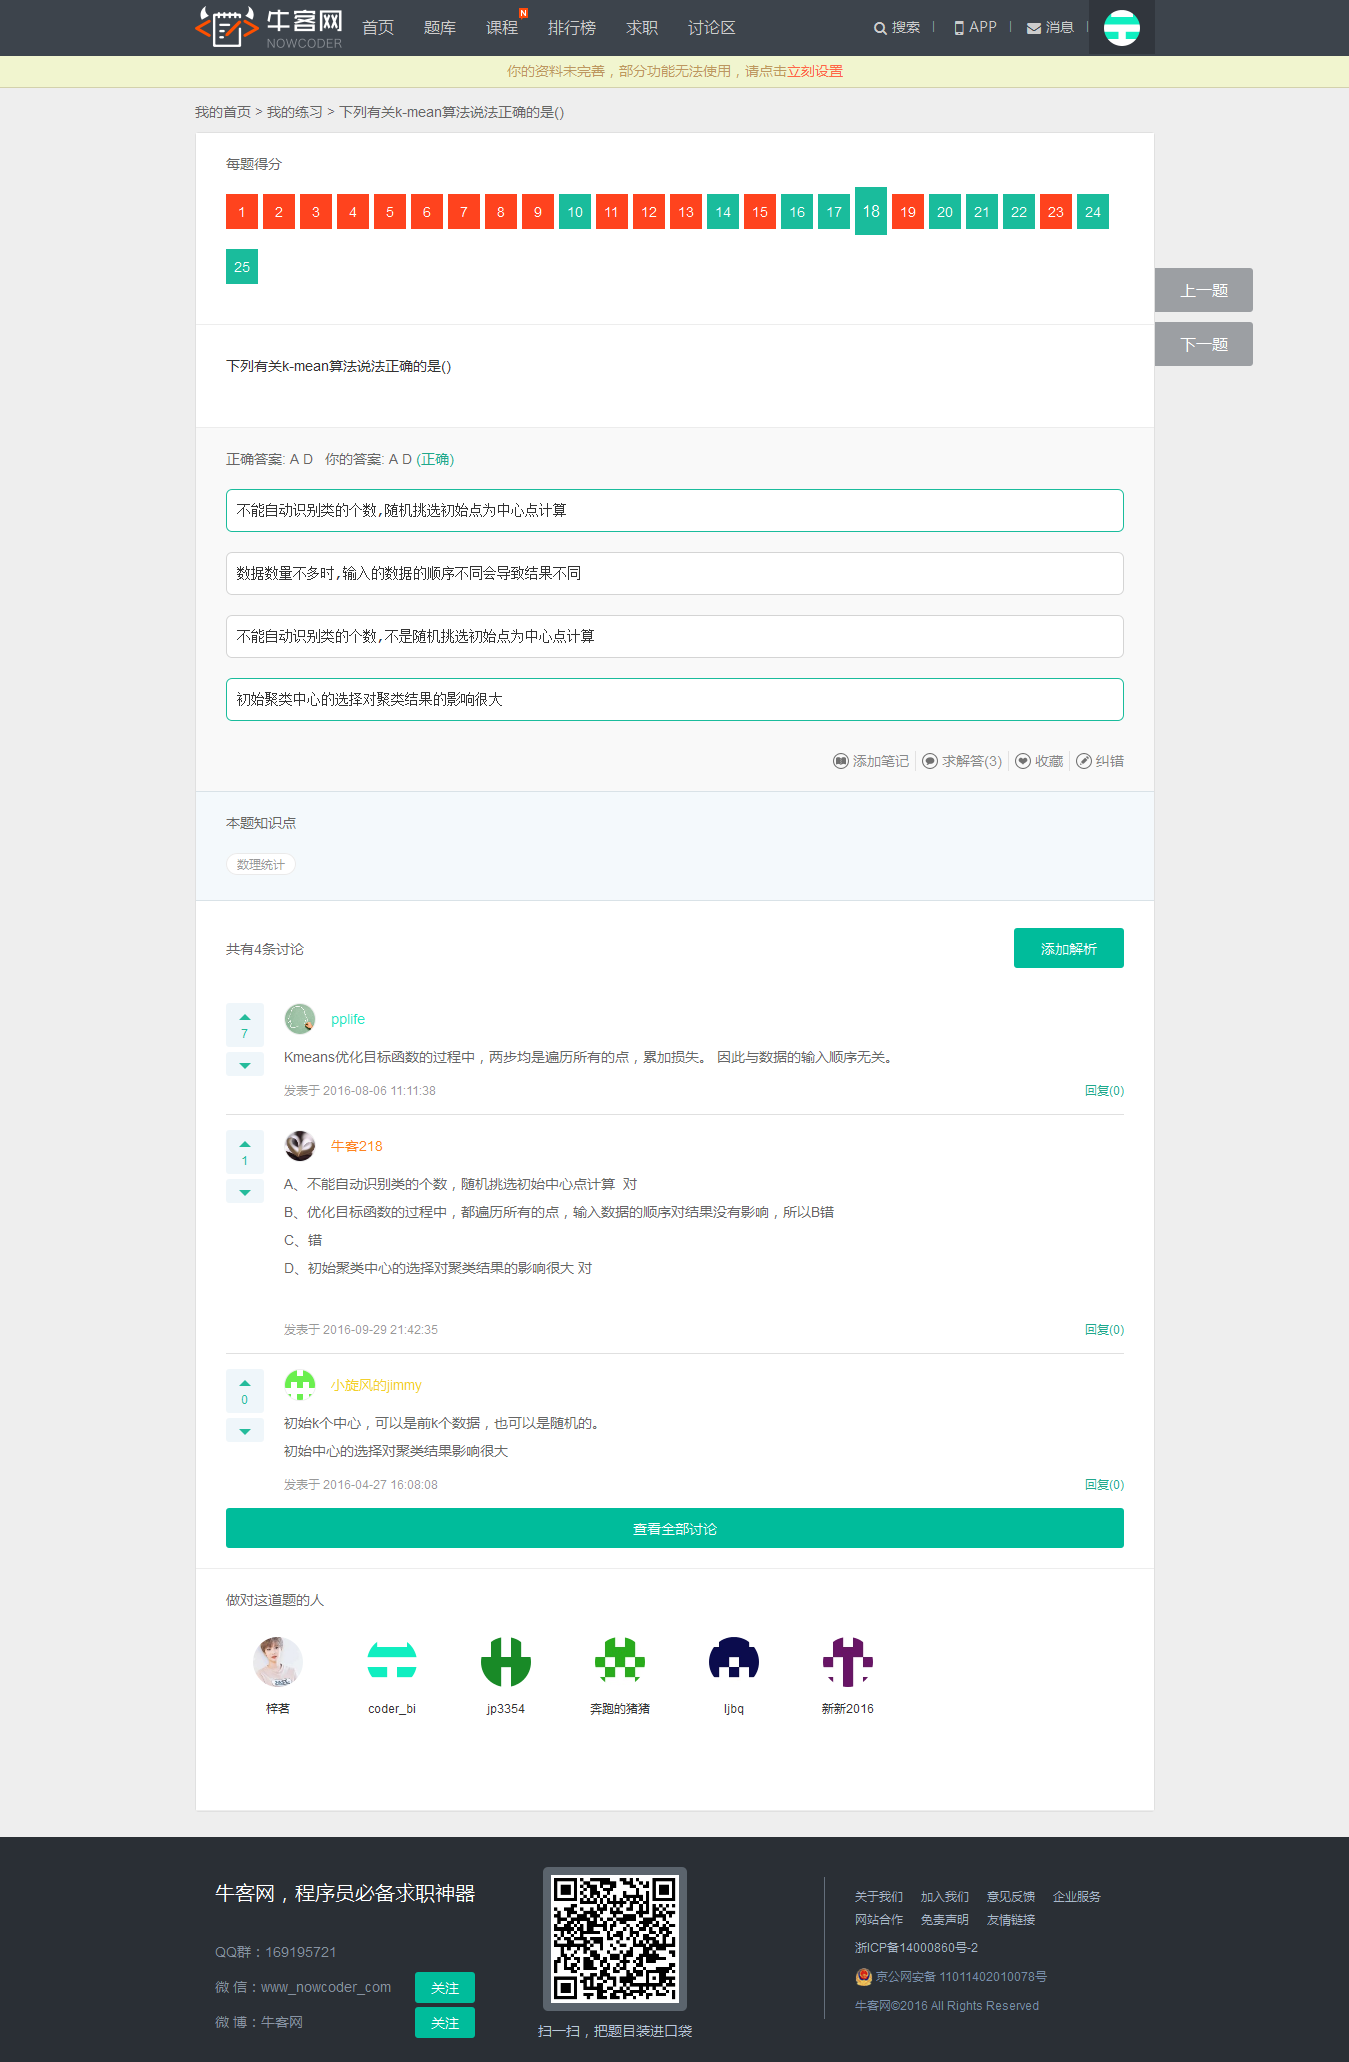 牛客网 NOWCODER 首页 题库 课程 N 排行榜 求职 讨论区 搜索 | APP | 消息 |
你的资料未完善，部分功能无法使用，请点击立刻设置
我的首页 > 我的练习 > 下列有关k-mean算法说法正确的是()
每题得分
1 2 3 4 5 6 7 8 9 10 11 12 13 14 15 16 17 18 19 20 21 22 23 24
25
上一题
下一题
下列有关k-mean算法说法正确的是()
正确答案: A D 你的答案: A D (正确)
不能自动识别类的个数,随机挑选初始点为中心点计算
数据数量不多时,输入的数据的顺序不同会导致结果不同
不能自动识别类的个数,不是随机挑选初始点为中心点计算
初始聚类中心的选择对聚类结果的影响很大
添加笔记 求解答(3) 收藏 纠错
本题知识点
数理统计
共有4条讨论 添加解析
7 pplife
Kmeans优化目标函数的过程中，两步均是遍历所有的点，累加损失。 因此与数据的输入顺序无关。
发表于 2016-08-06 11:11:38 回复(0)
1 牛客218
A、不能自动识别类的个数，随机挑选初始中心点计算 对
B、优化目标函数的过程中，都遍历所有的点，输入数据的顺序对结果没有影响，所以B错
C、错
D、初始聚类中心的选择对聚类结果的影响很大 对
发表于 2016-09-29 21:42:35 回复(0)
0 小旋风的jimmy
初始k个中心，可以是前k个数据，也可以是随机的。
初始中心的选择对聚类结果影响很大
发表于 2016-04-27 16:08:08 回复(0)
查看全部讨论
做对这道题的人
梓茗 coder_bi jp3354 奔跑的猪猪 ljbq 新新2016
牛客网，程序员必备求职神器
QQ群：169195721
微 信：www_nowcoder_com 关注
微 博：牛客网 关注
扫一扫，把题目装进口袋
关于我们 加入我们 意见反馈 企业服务
网站合作 免责声明 友情链接
浙ICP备14000860号-2
京公网安备 11011402010078号
牛客网©2016 All Rights Reserved